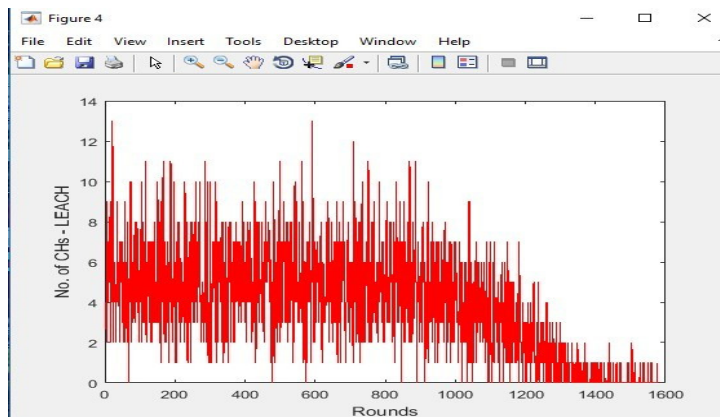 Figure 4
File Edit View Insert Tools Desktop Window Help
14
12
10
8
6
4
2
0
No. of CHs - LEACH
0 200 400 600 800 1000 1200 1400 1600
Rounds